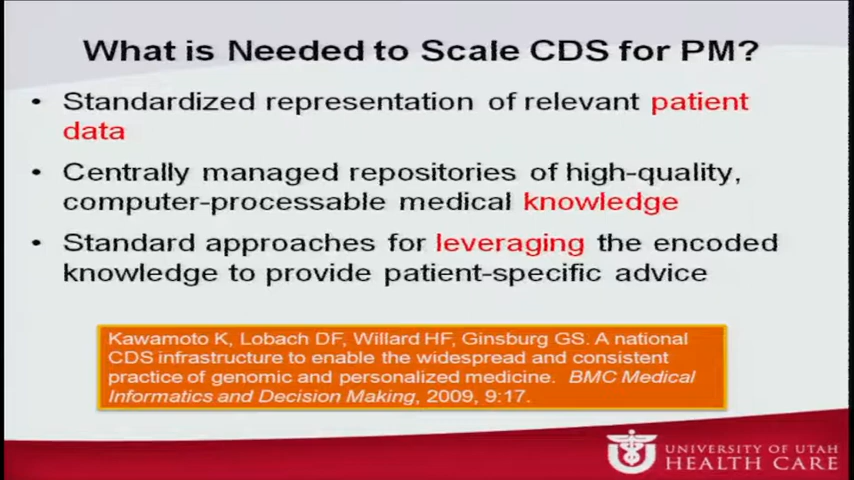 What is Needed to Scale CDS for PM?
• Standardized representation of relevant patient
data
• Centrally managed repositories of high-quality,
computer-processable medical knowledge
• Standard approaches for leveraging the encoded
knowledge to provide patient-specific advice
Kawamoto K, Lobach DF, Willard HF, Ginsburg GS. A national
CDS infrastructure to enable the widespread and consistent
practice of genomic and personalized medicine. BMC Medical
Informatics and Decision Making, 2009, 9:17.
UNIVERSITY OF UTAH
HEALTH CARE